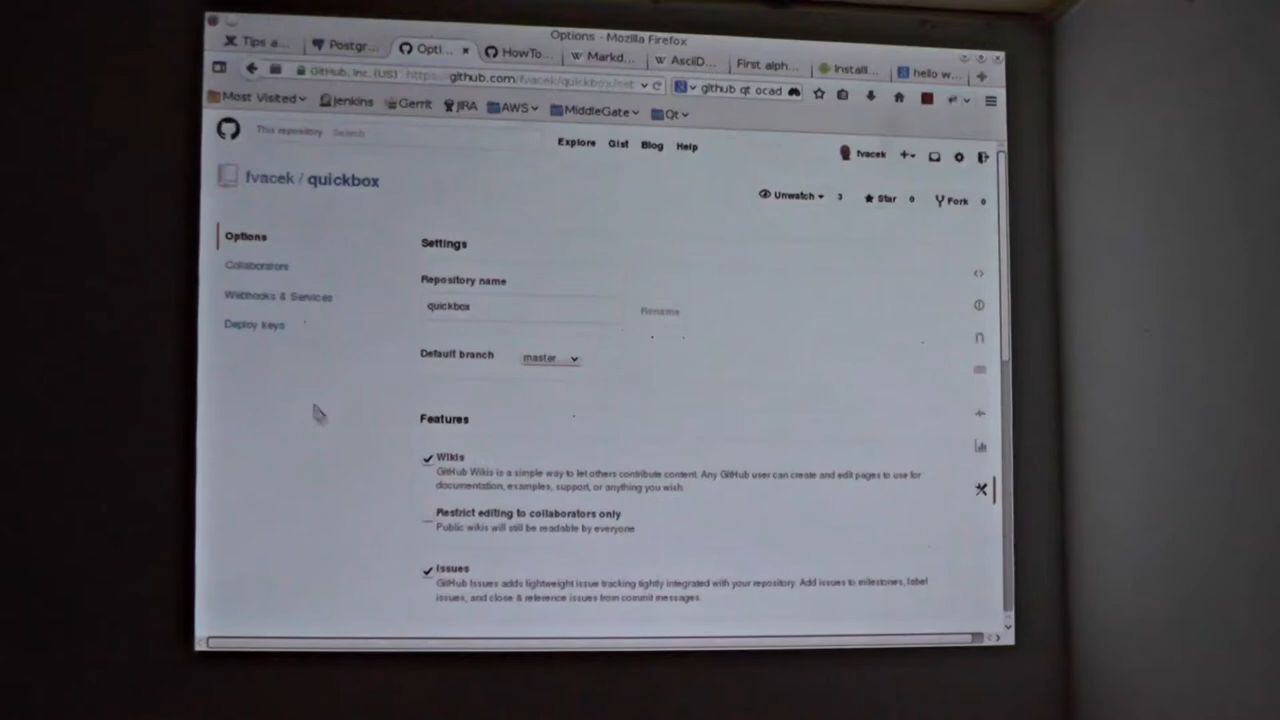 Options - Mozilla Firefox
Tips a... Postgr... Opti... × HowTo... Markd... AsciiD... First alph... Install... hello w...
GitHub, Inc. (US) https://github.com/fvacek/quickbox/set github qt ocad
Most Visited Jenkins Gerrit JIRA AWS MiddleGate Qt
This repository Search Explore Gist Blog Help fvacek
fvacek / quickbox
Unwatch 3 Star 0 Fork 0
Options
Collaborators
Webhooks & Services
Deploy keys
Settings
Repository name
quickbox Rename
Default branch master
Features
Wikis
GitHub Wikis is a simple way to let others contribute content. Any GitHub user can create and edit pages to use for
documentation, examples, support, or anything you wish.
Restrict editing to collaborators only
Public wikis will still be readable by everyone
Issues
GitHub Issues adds lightweight issue tracking tightly integrated with your repository. Add issues to milestones, label
issues, and close & reference issues from commit messages.